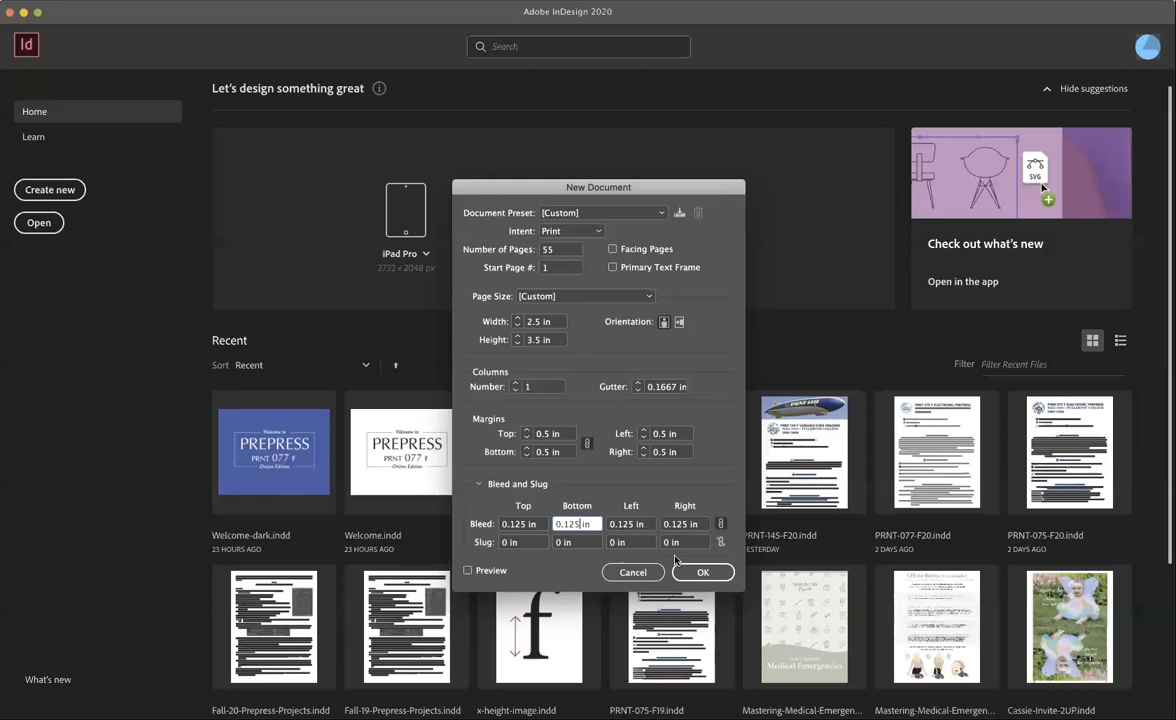 Adobe InDesign 2020
Id
Search
Let's design something great
Hide suggestions
Home
Learn
Create new
Open
iPad Pro
2732 x 2048 px
SVG
Check out what's new
Open in the app
New Document
Document Preset: [Custom]
Intent: Print
Number of Pages: 55
Facing Pages
Start Page #: 1
Primary Text Frame
Page Size: [Custom]
Width: 2.5 in
Orientation:
Height: 3.5 in
Columns
Number: 1
Gutter: 0.1667 in
Margins
Top: 0.5 in
Left: 0.5 in
Bottom: 0.5 in
Right: 0.5 in
Bleed and Slug
Top Bottom Left Right
Bleed: 0.125 in 0.125 in 0.125 in 0.125 in
Slug: 0 in 0 in 0 in 0 in
Preview
Cancel
OK
Recent
Sort Recent
Filter Filter Recent Files
Welcome to
PREPRESS
PRNT 077 F
Online Edition
Welcome to
PREPRESS
PRNT 077 F
Online Edition
PRNT 075 F ELECTRONIC PREPRESS
Welcome-dark.indd
23 HOURS AGO
Welcome.indd
23 HOURS AGO
PRNT-145-F20.indd
YESTERDAY
PRNT-077-F20.indd
2 DAYS AGO
PRNT-075-F20.indd
2 DAYS AGO
f
Medical Emergencies
What's new
Fall-20-Prepress-Projects.indd
Fall-19-Prepress-Projects.indd
x-height-image.indd
PRNT-075-F19.indd
Mastering-Medical-Emergen...
Mastering-Medical-Emergen...
Cassie-Invite-2UP.indd